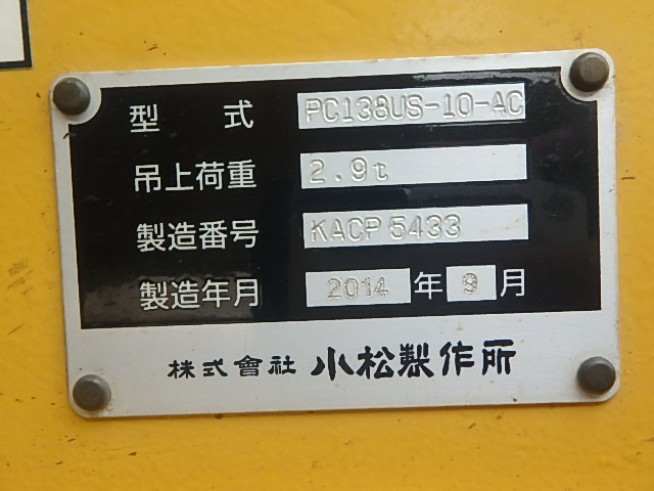 型 式 PC138US-10-AC
吊上荷重 2.9t
製造番号 KACP 5433
製造年月 2014 年 9 月
株式會社 小松製作所